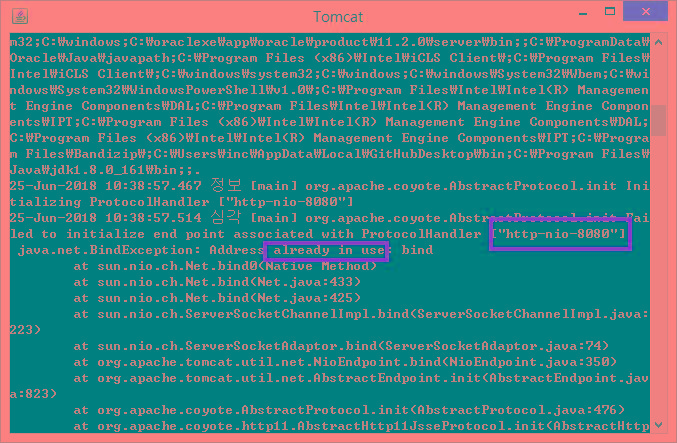 Tomcat
m32;C:₩windows;C:₩oraclexe₩app₩oracle₩product₩11.2.0₩server₩bin;;C:₩ProgramData₩
Oracle₩Java₩javapath;C:₩Program Files (x86)₩Intel₩iCLS Client₩;C:₩Program Files₩
Intel₩iCLS Client₩;C:₩windows₩system32;C:₩windows;C:₩windows₩System32₩Wbem;C:₩wi
ndows₩System32₩WindowsPowerShell₩v1.0₩;C:₩Program Files₩Intel₩Intel(R) Managemen
t Engine Components₩DAL;C:₩Program Files₩Intel₩Intel(R) Management Engine Compon
ents₩IPT;C:₩Program Files (x86)₩Intel₩Intel(R) Management Engine Components₩DAL;
C:₩Program Files (x86)₩Intel₩Intel(R) Management Engine Components₩IPT;C:₩Progra
m Files₩Bandizip₩;C:₩Users₩inc₩AppData₩Local₩GitHubDesktop₩bin;C:₩Program Files₩
Java₩jdk1.8.0_161₩bin;;.
25-Jun-2018 10:38:57.467 정보 [main] org.apache.coyote.AbstractProtocol.init Ini
tializing ProtocolHandler ["http-nio-8080"]
25-Jun-2018 10:38:57.514 심각 [main] org.apache.coyote.AbstractProtocol.init Fai
led to initialize end point associated with ProtocolHandler ["http-nio-8080"]
java.net.BindException: Address already in use: bind
at sun.nio.ch.Net.bind0(Native Method)
at sun.nio.ch.Net.bind(Net.java:433)
at sun.nio.ch.Net.bind(Net.java:425)
at sun.nio.ch.ServerSocketChannelImpl.bind(ServerSocketChannelImpl.java:
223)
at sun.nio.ch.ServerSocketAdaptor.bind(ServerSocketAdaptor.java:74)
at org.apache.tomcat.util.net.NioEndpoint.bind(NioEndpoint.java:350)
at org.apache.tomcat.util.net.AbstractEndpoint.init(AbstractEndpoint.jav
a:823)
at org.apache.coyote.AbstractProtocol.init(AbstractProtocol.java:476)
at org.apache.coyote.http11.AbstractHttp11JsseProtocol.init(AbstractHttp